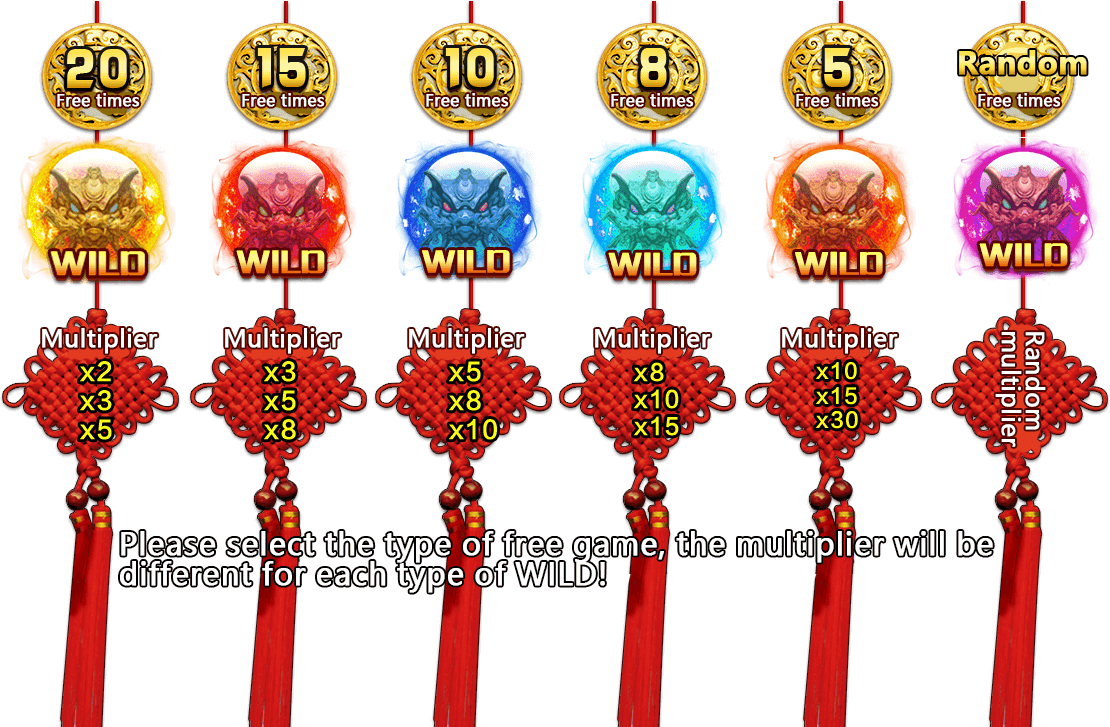 20
Free times
15
Free times
10
Free times
8
Free times
5
Free times
Random
Free times
WILD
WILD
WILD
WILD
WILD
WILD
Multiplier
x2
x3
x5
Multiplier
x3
x5
x8
Multiplier
x5
x8
x10
Multiplier
x8
x10
x15
Multiplier
x10
x15
x30
Random
multiplier
Please select the type of free game, the multiplier will be
different for each type of WILD!